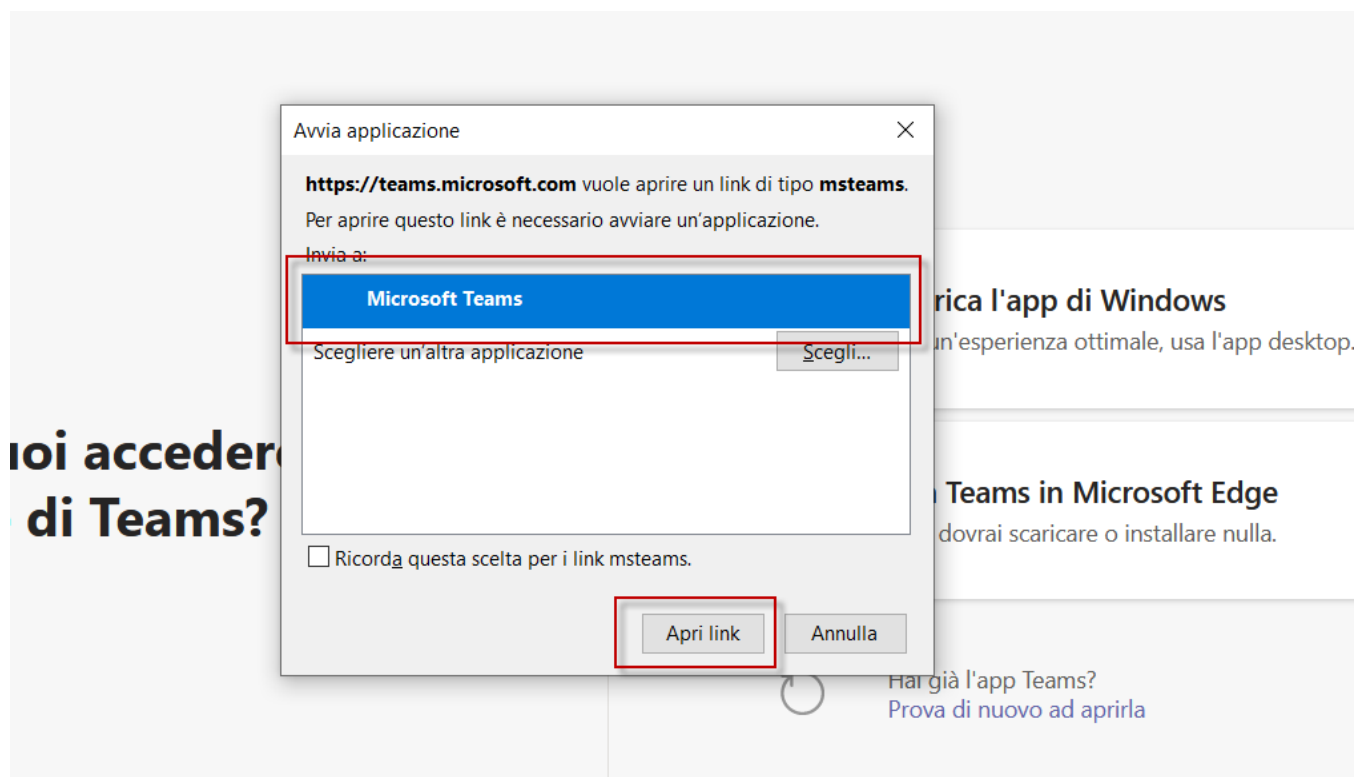 Avvia applicazione
https://teams.microsoft.com vuole aprire un link di tipo msteams.
Per aprire questo link è necessario avviare un’applicazione.
Invia a:
Microsoft Teams
Scegliere un’altra applicazione
Scegli...
Ricorda questa scelta per i link msteams.
Apri link
Annulla
di Teams?
l'app di Windows
un'esperienza ottimale, usa l'app desktop.
Teams in Microsoft Edge
dovrai scaricare o installare nulla.
Hai già l'app Teams?
Prova di nuovo ad aprirla